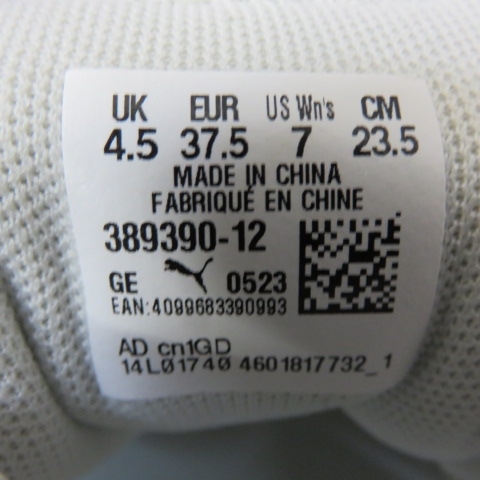 UK EUR US Wn's CM
4.5 37.5 7 23.5
MADE IN CHINA
FABRIQUÉ EN CHINE
389390-12
GE 0523
EAN:4099683390993
AD cn1GD
14L01740 4601817732_1